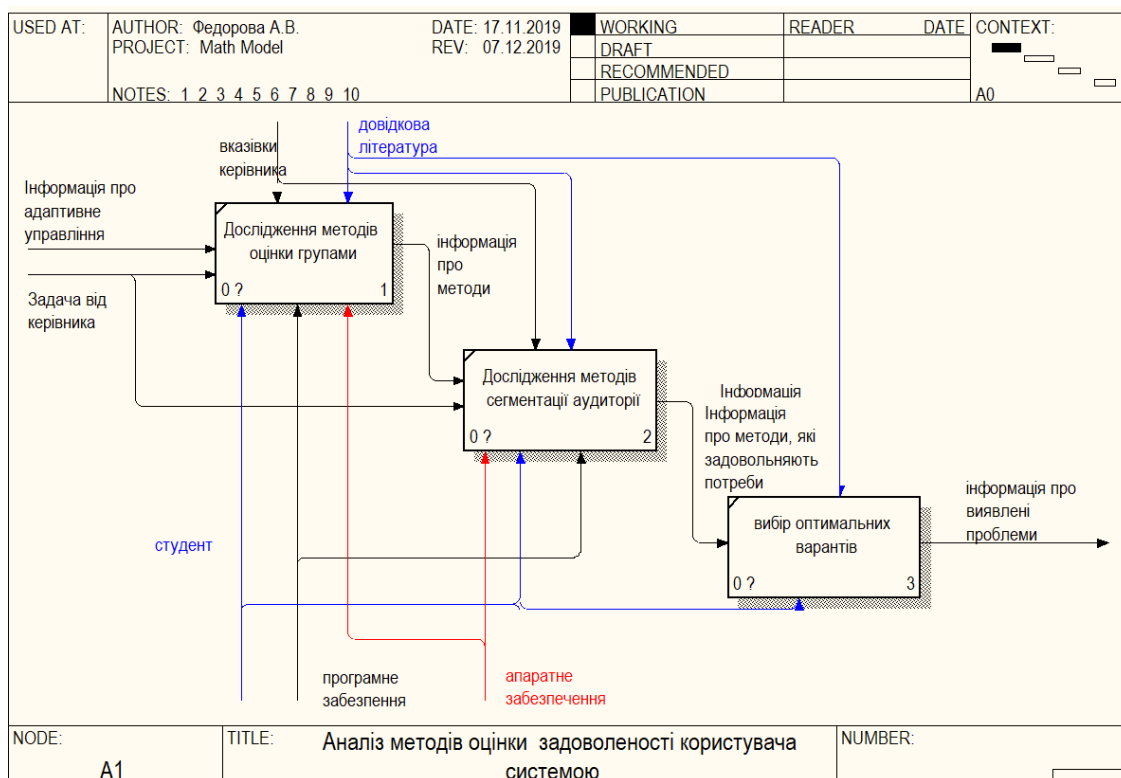 USED AT:
AUTHOR: Федорова А.В.
DATE: 17.11.2019
PROJECT: Math Model
REV: 07.12.2019
NOTES: 1 2 3 4 5 6 7 8 9 10
WORKING
DRAFT
RECOMMENDED
PUBLICATION
READER DATE
CONTEXT:
A0
вказівки
керівника
довідкова
література
Інформація про
адаптивне
управління
Задача від
керівника
Дослідження методів
оцінки групами
0 ? 1
інформація
про
методи
Дослідження методів
сегментації аудиторії
0 ? 2
Інформація
Інформація
про методи, які
задовольняють
потреби
вибір оптимальних
варантів
0 ? 3
інформація про
виявлені
проблеми
студент
програмне
забезпення
апаратне
забезпечення
NODE:
A1
TITLE:
Аналіз методів оцінки задоволеності користувача
системою
NUMBER: